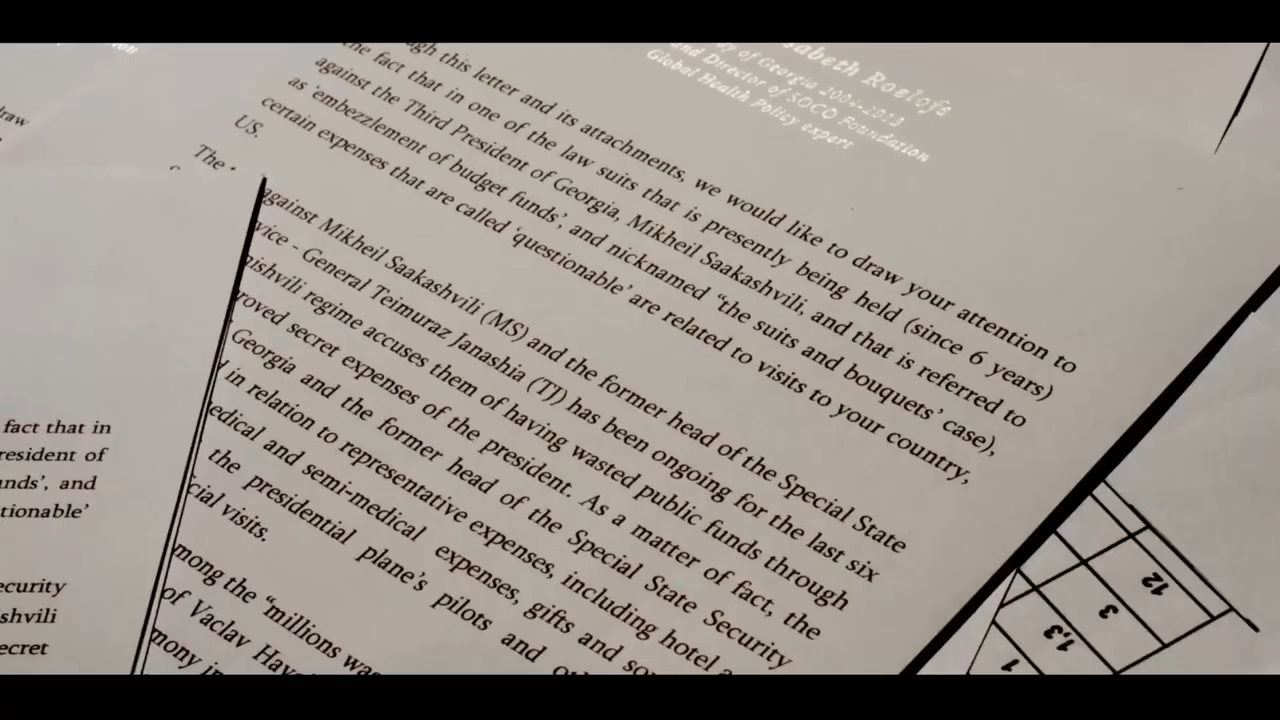 sabeth Roelofs
y of Georgia 2004-2013
and Director of SOCO Foundation
Global Health Policy expert
ugh this letter and its attachments, we would like to draw your attention to
the fact that in one of the law suits that is presently being held (since 6 years)
against the Third President of Georgia, Mikheil Saakashvili, and that is referred to
as 'embezzlement of budget funds', and nicknamed "the suits and bouquets' case),
certain expenses that are called 'questionable' are related to visits to your country,
US.
The
against Mikheil Saakashvili (MS) and the former head of the Special State
vice - General Teimuraz Janashia (TJ) has been ongoing for the last six
nishvili regime accuses them of having wasted public funds through
roved secret expenses of the president. As a matter of fact, the
Georgia and the former head of the Special State Security
in relation to representative expenses, including hotel a
edical and semi-medical expenses, gifts and so
the presidential plane's pilots and
cial visits.
mong the "millions was
of Vaclav Have
mony in
draw
fact that in
resident of
unds', and
tionable'
ecurity
shvili
ecret
12
3
1,3
1